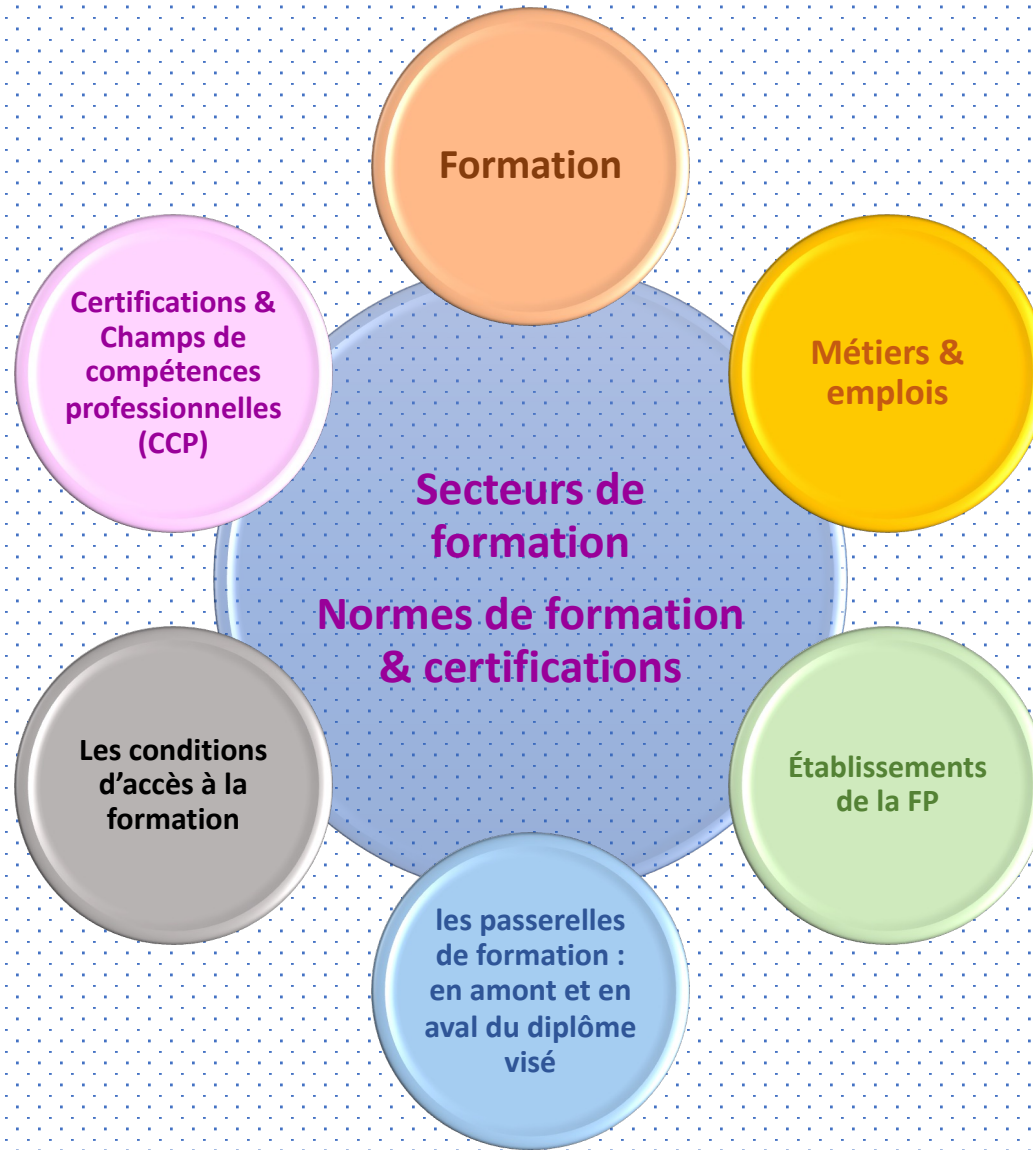 Formation
Certifications &
Champs de
compétences
professionnelles
(CCP)
Métiers &
emplois
Secteurs de
formation
Normes de formation
& certifications
Les conditions
d’accès à la
formation
Établissements
de la FP
les passerelles
de formation :
en amont et en
aval du diplôme
visé